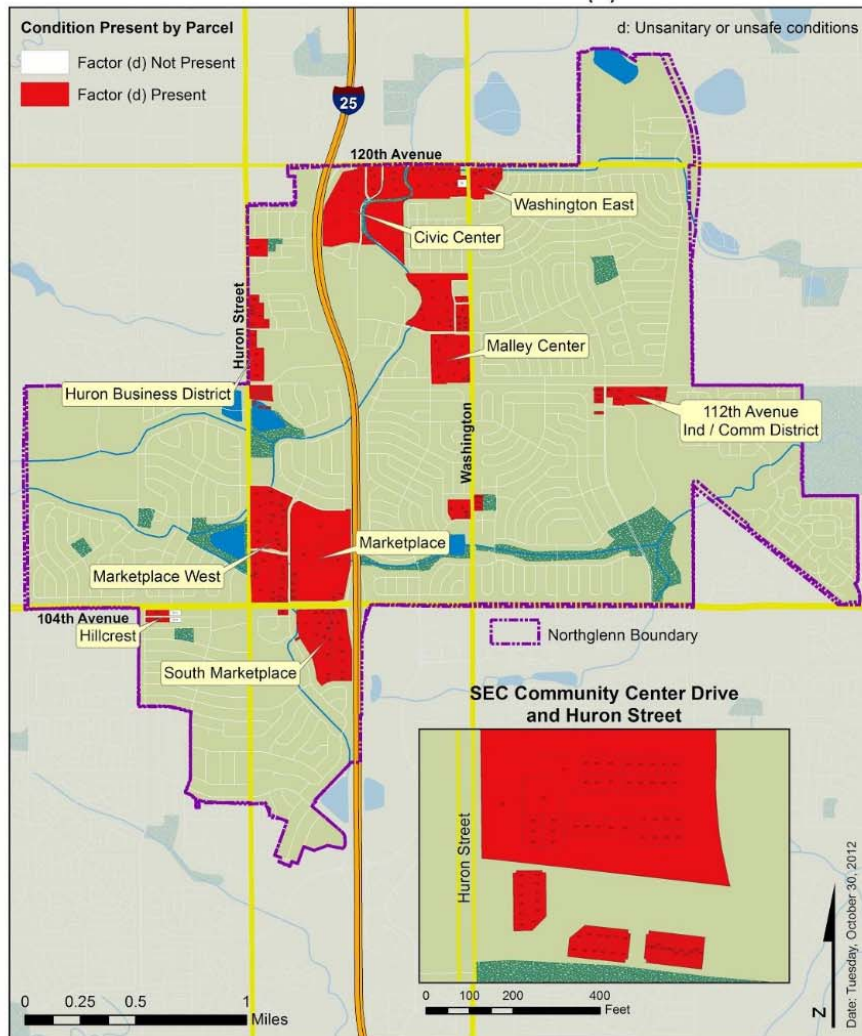 Condition Present by Parcel
Factor (d) Not Present
Factor (d) Present
d: Unsanitary or unsafe conditions
25
120th Avenue
Washington East
Civic Center
Huron Street
Malley Center
Huron Business District
112th Avenue
Ind / Comm District
Washington
Marketplace
Marketplace West
104th Avenue
Hillcrest
Northglenn Boundary
South Marketplace
SEC Community Center Drive
and Huron Street
Huron Street
0 0.25 0.5 1
Miles
0 100 200 400
Feet
N
Date: Tuesday, October 30, 2012